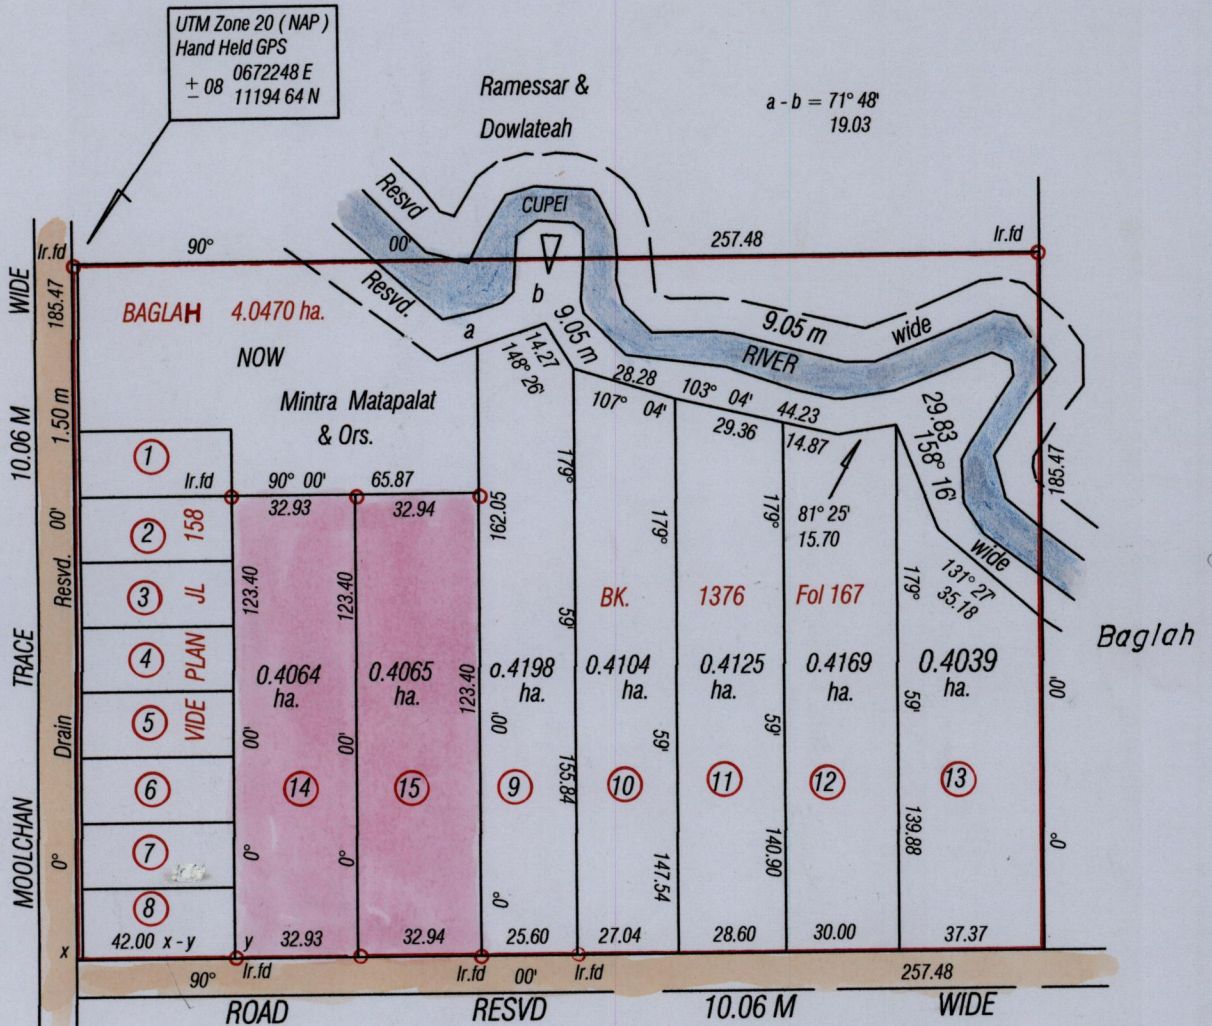 UTM Zone 20 ( NAP )
Hand Held GPS
± 08 0672248 E
11194 64 N
Ramessar &
Dowlateah
a - b = 71° 48'
19.03
Resvd
CUPEI
Ir.fd
90°
00'
257.48
Ir.fd
Resvd.
b
a
9.05 m
9.05 m
wide
RIVER
BAGLAH 4.0470 ha.
NOW
Mintra Matapalat
& Ors.
14.27
148° 26'
28.28
107° 04'
103° 04'
29.36
44.23
14.87
29.83
158° 16'
185.47
WIDE
10.06 M
TRACE
MOOLCHAN
185.47
1.50 m
00'
Resvd.
Drain
0°
x
1
2
3
4
5
6
7
8
158
JL
PLAN
VIDE
Ir.fd
90° 00'
65.87
32.93
32.94
162.05
179°
179°
179°
81° 25'
15.70
179°
wide
131° 27'
35.18
123.40
123.40
123.40
59'
BK. 1376 Fol 167
Baglah
0.4064
ha.
0.4065
ha.
0.4198
ha.
0.4104
ha.
0.4125
ha.
0.4169
ha.
0.4039
ha.
00'
00'
00'
59'
59'
59'
00'
14
15
9
10
11
12
13
155.84
147.54
140.90
139.88
0°
0°
0°
0°
42.00 x - y
y
32.93
32.94
25.60
27.04
28.60
30.00
37.37
90°
Ir.fd
Ir.fd
00'
Ir.fd
257.48
ROAD RESVD 10.06 M WIDE